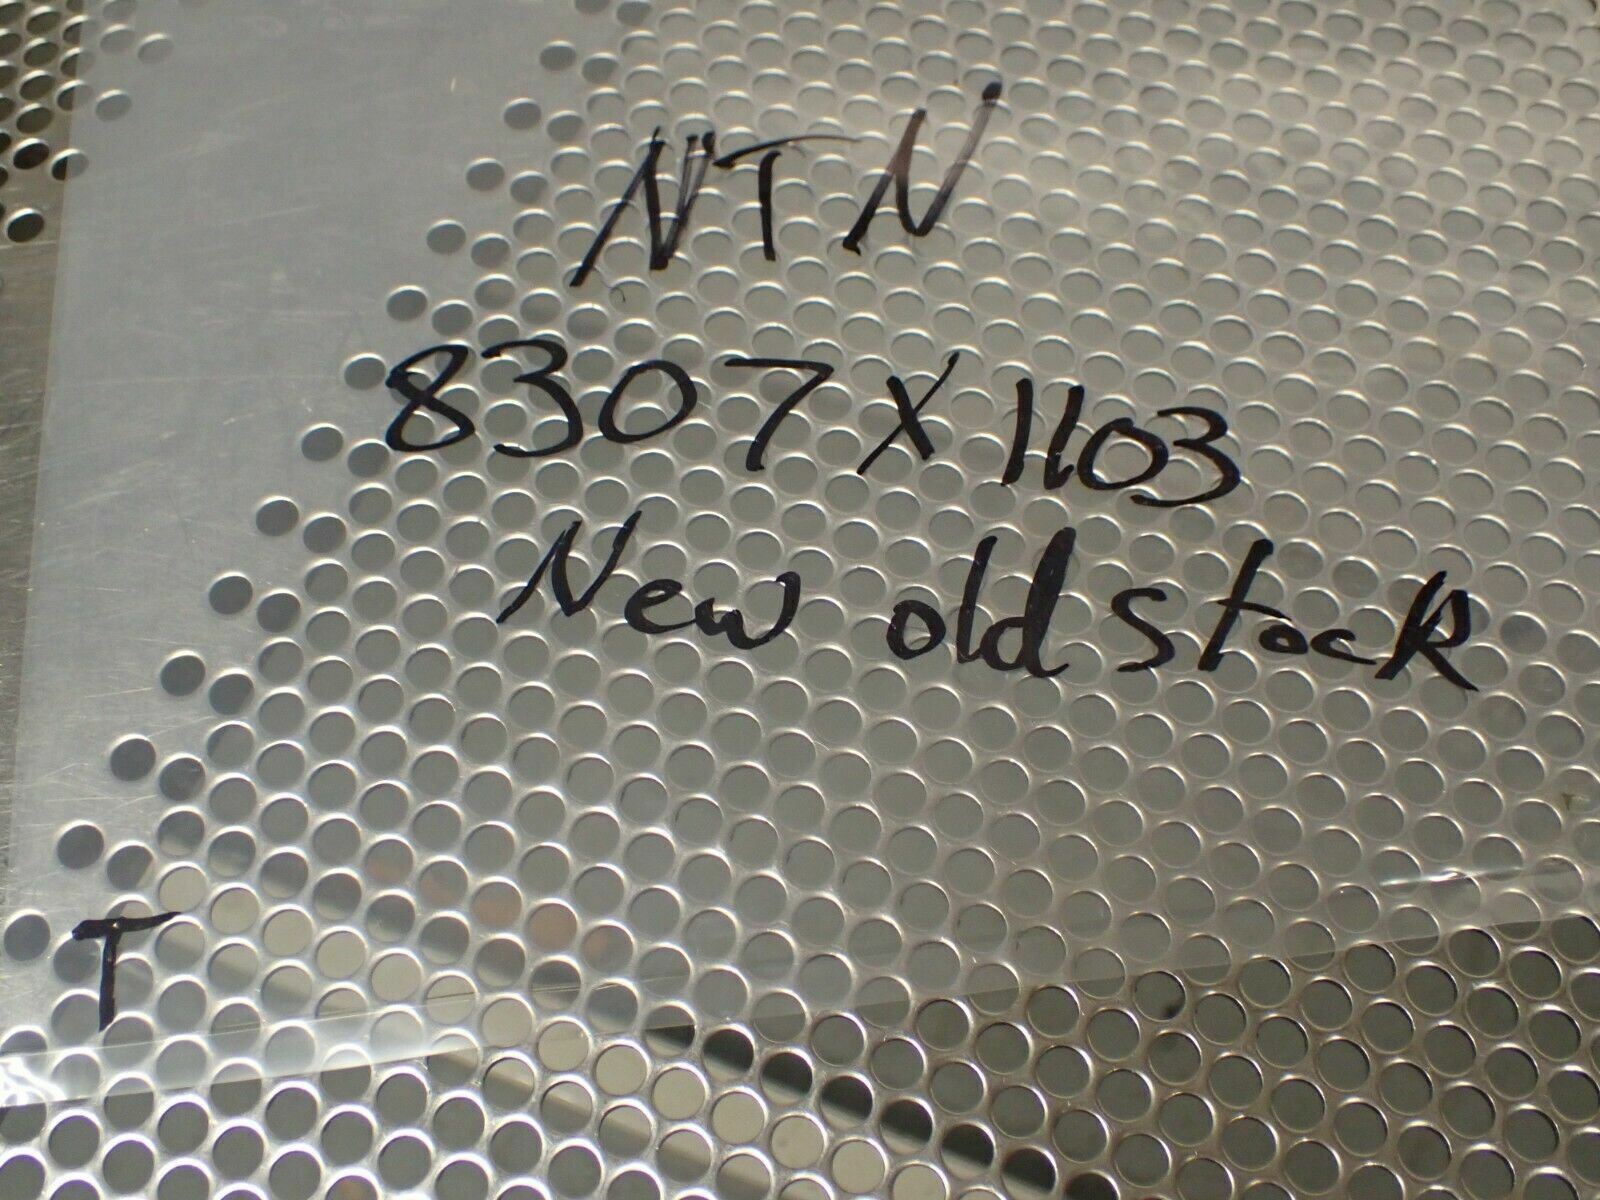 NTN
8307X1103
New old stock
T